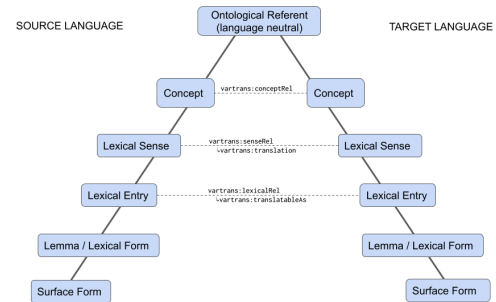 SOURCE LANGUAGE
Ontological Referent
(language neutral)
TARGET LANGUAGE
Concept
vartrans:conceptRel
Concept
Lexical Sense
vartrans:senseRel
↳vartrans:translation
Lexical Sense
Lexical Entry
vartrans:lexicalRel
↳vartrans:translatableAs
Lexical Entry
Lemma / Lexical Form
Lemma / Lexical Form
Surface Form
Surface Form